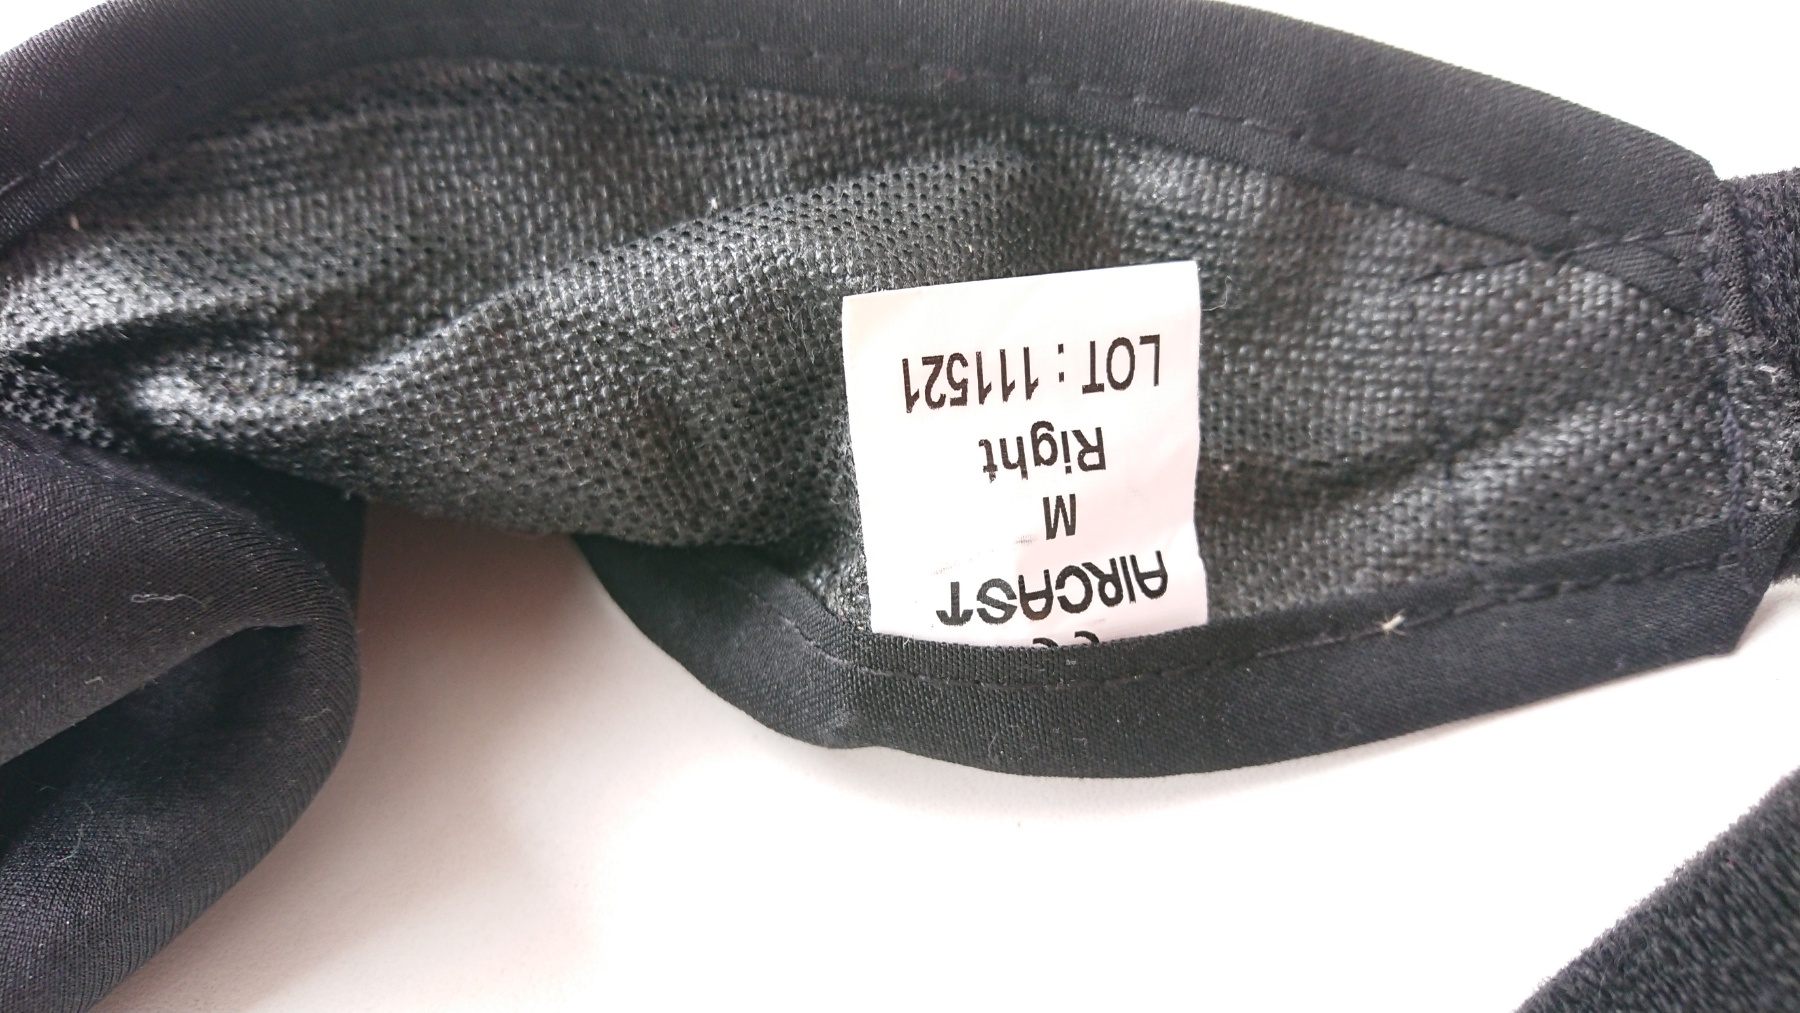 AIRCAST
M
Right
LOT : 111521